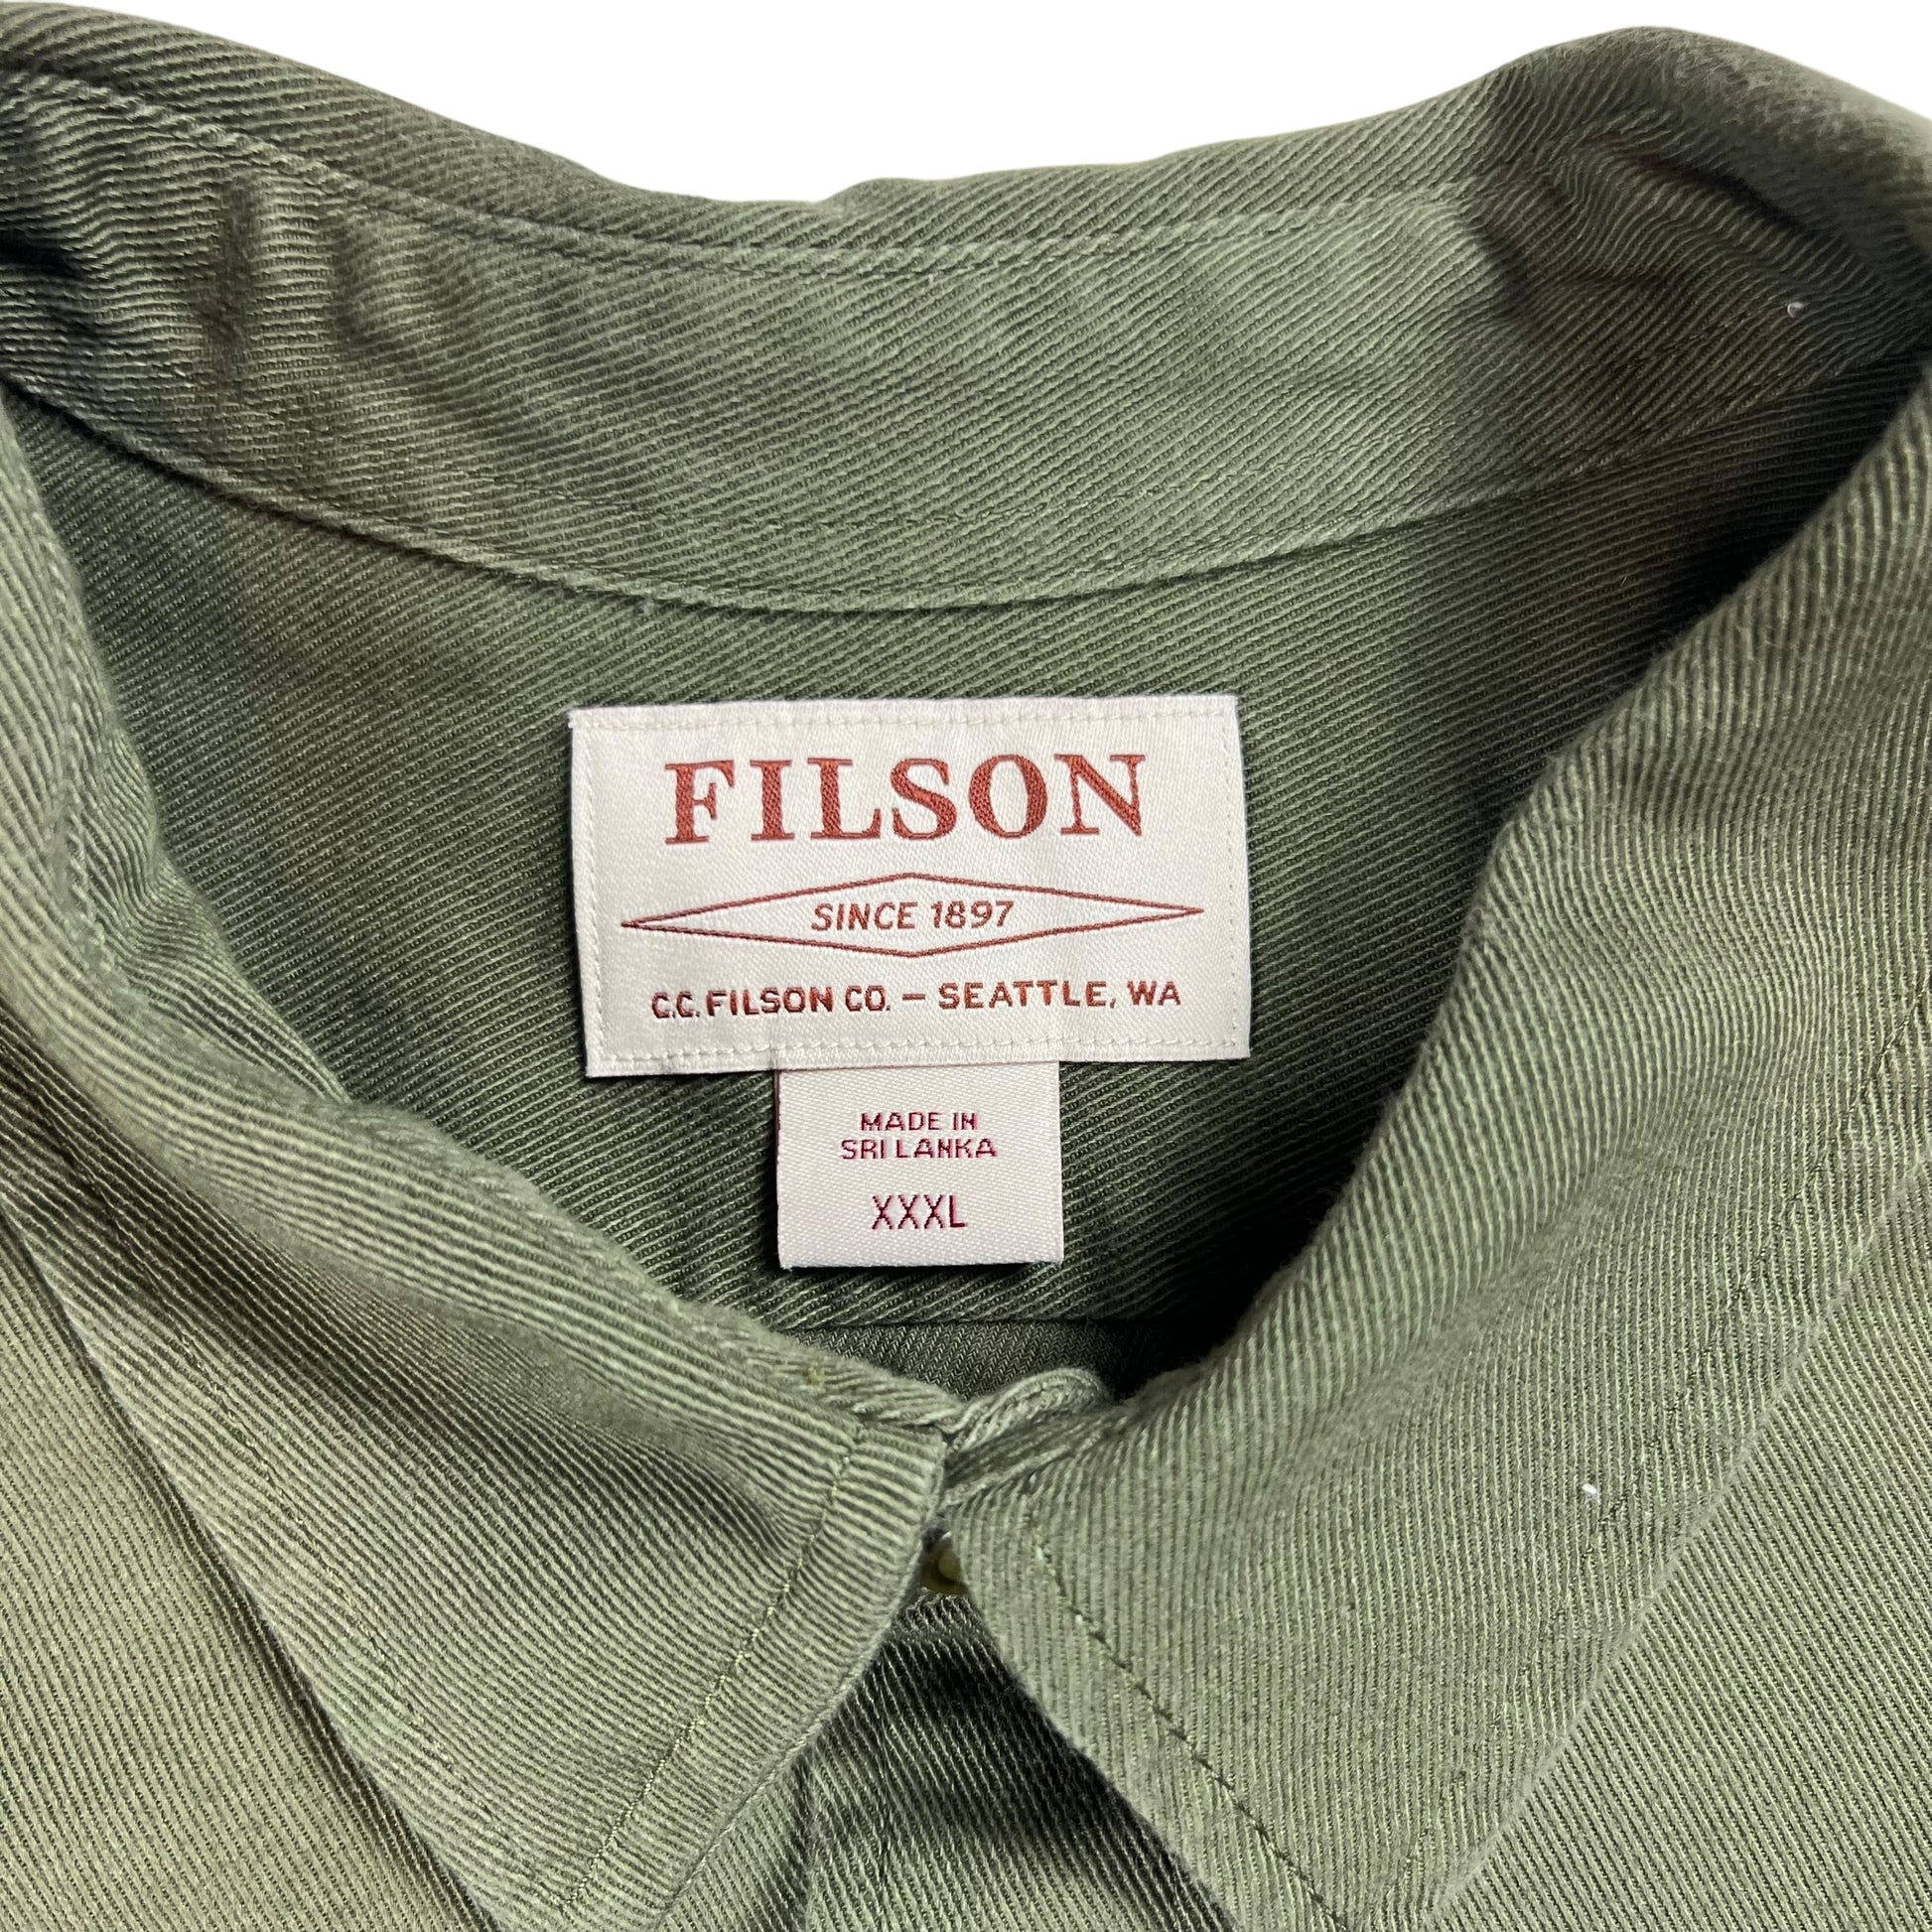 FILSON
SINCE 1897
C.C. FILSON CO. – SEATTLE, WA
MADE IN
SRI LANKA
XXXL